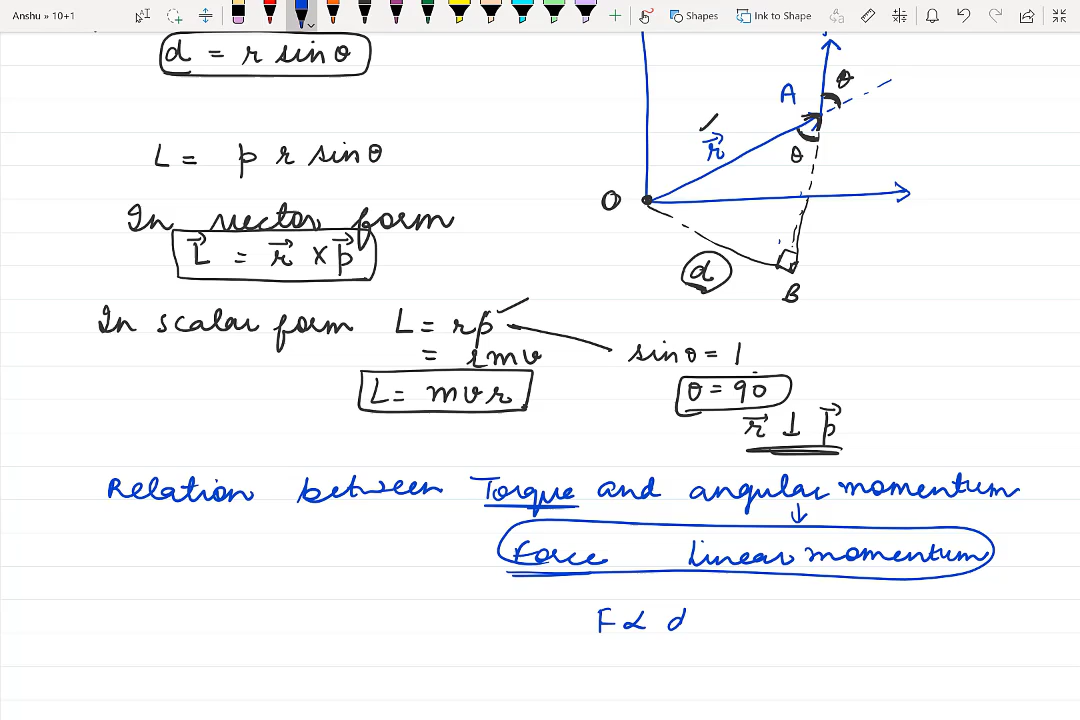 Anshu » 10+1
Shapes
Ink to Shape
d = r sinθ
L = p r sinθ
In vector form
L⃗ = r⃗ × p⃗
In scalar form L = rp
= rmv
L = mvr
sinθ = 1
θ = 90°
r⃗ ⊥ p⃗
A
θ
r⃗
θ
O
d
B
Relation between Torque and angular momentum
Force Linear momentum
F ∝ d